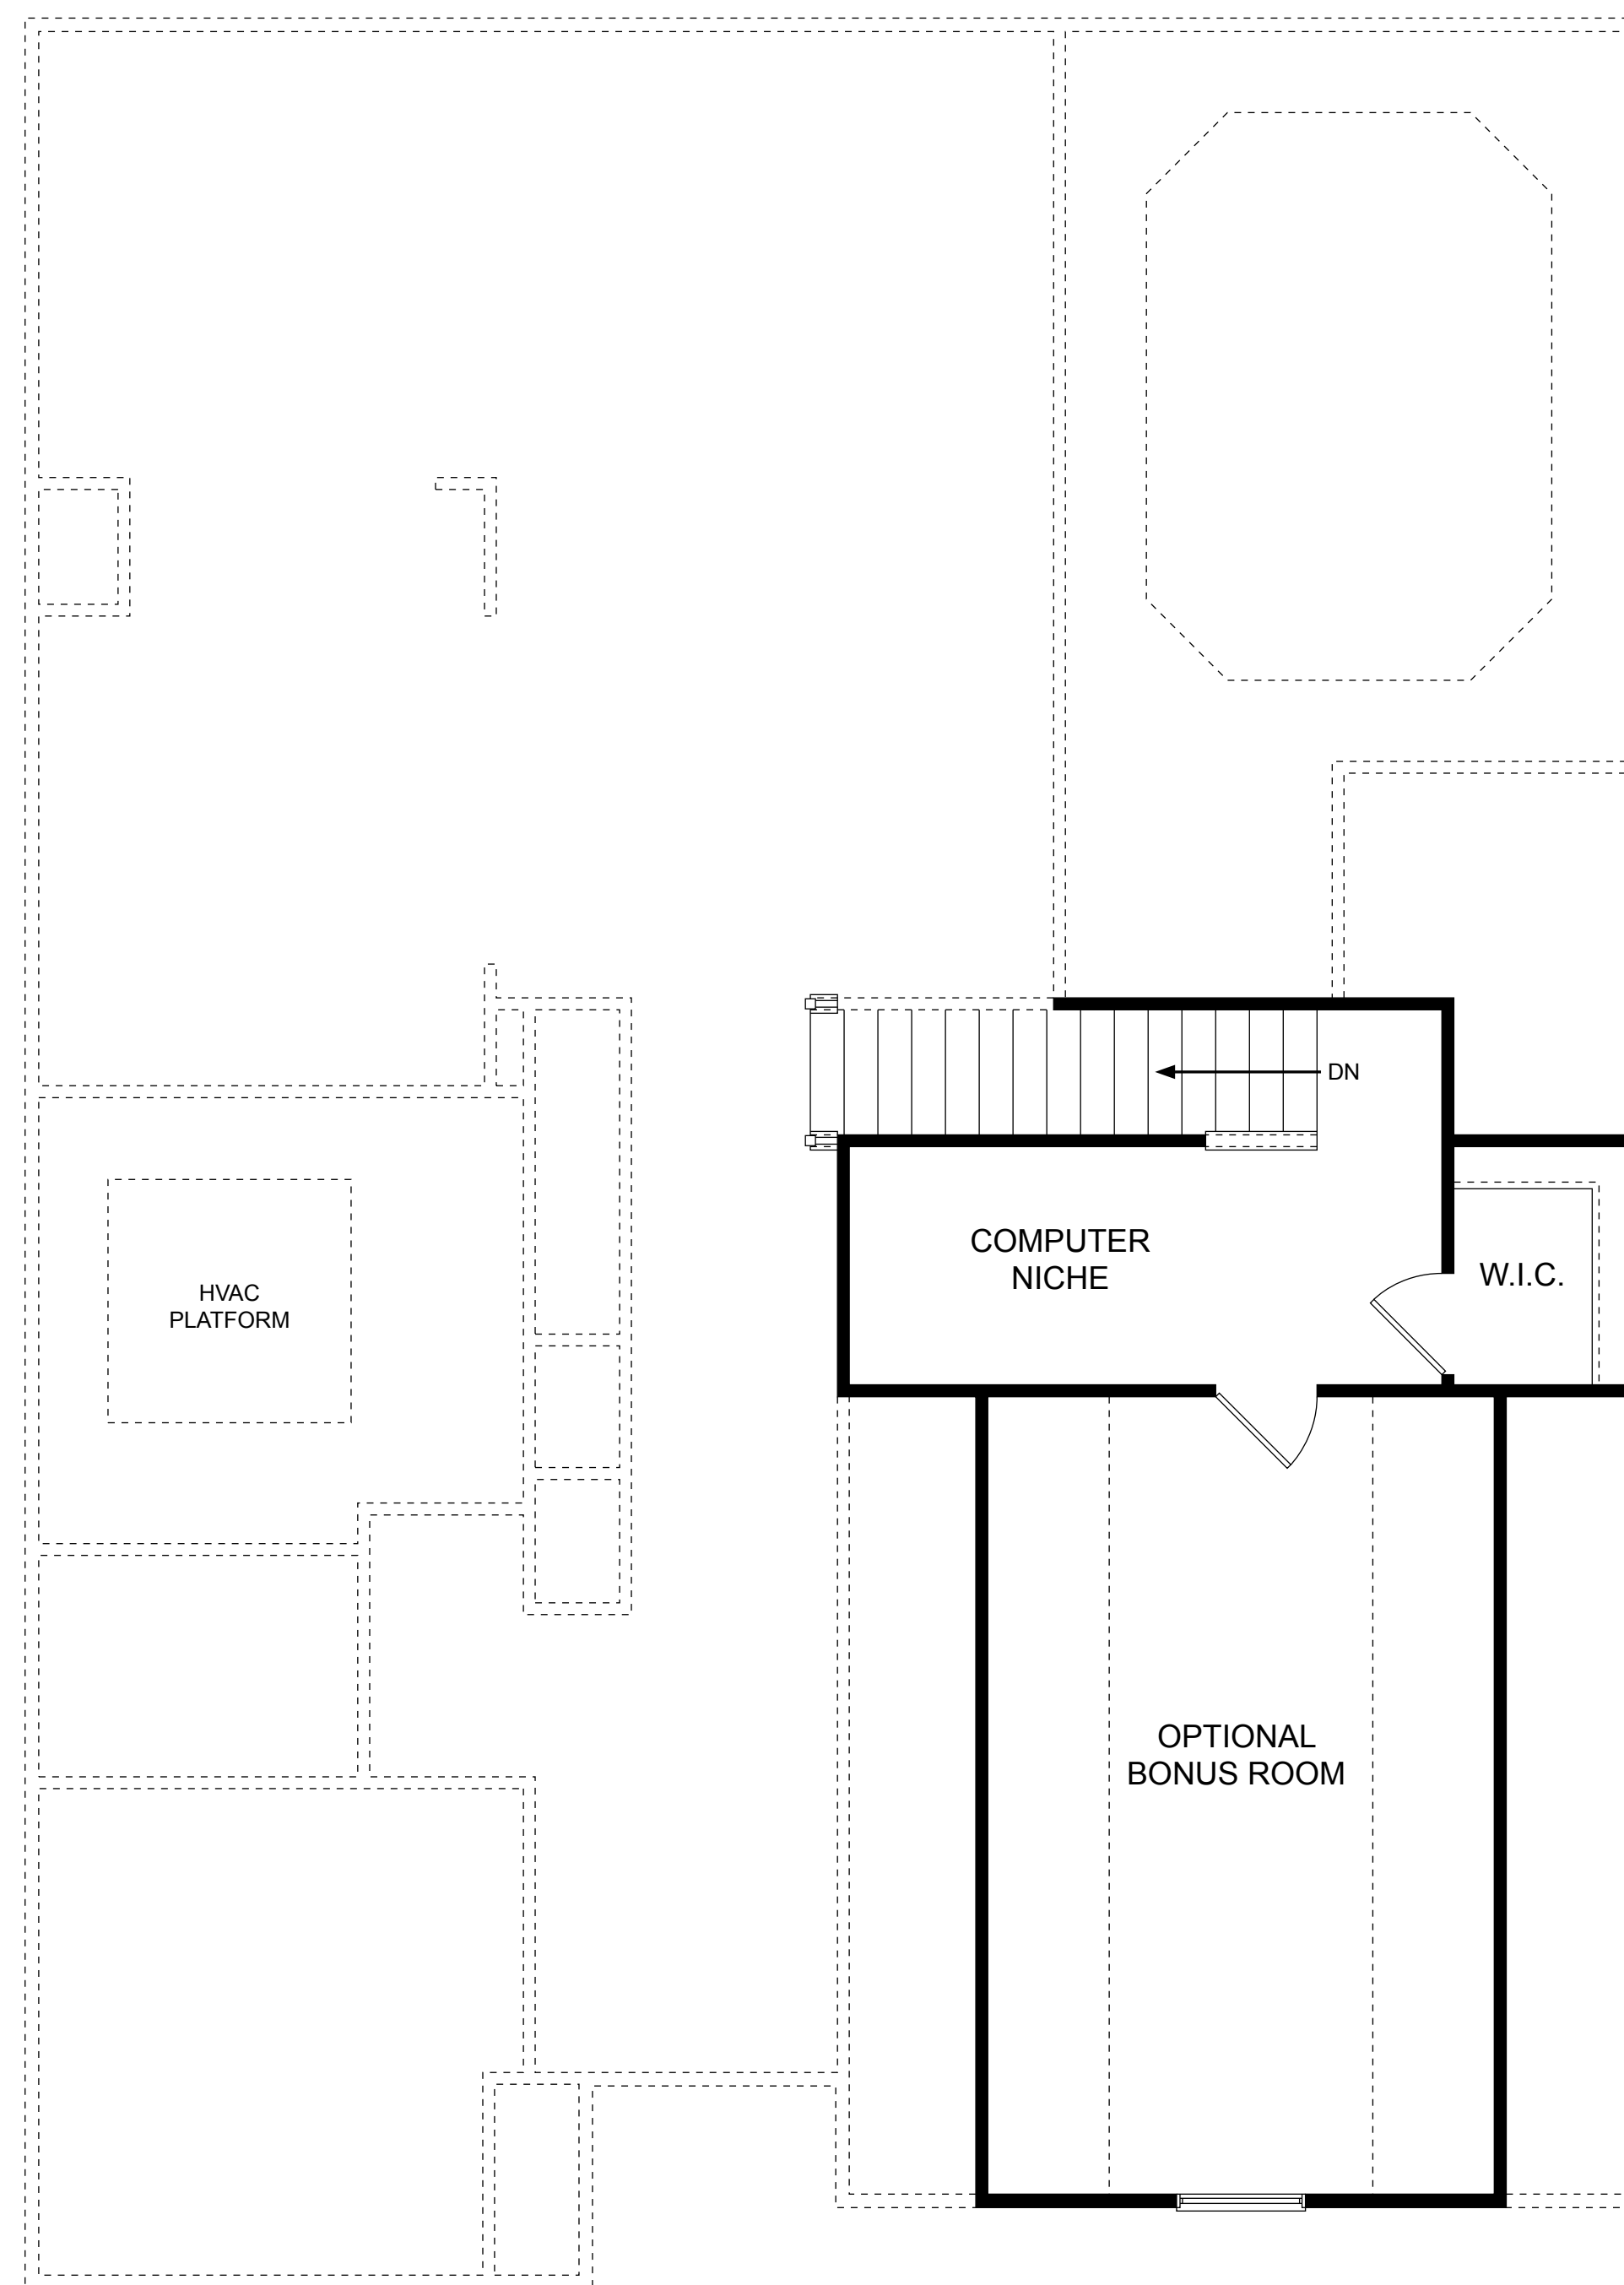 DN
COMPUTER
NICHE
W.I.C.
HVAC
PLATFORM
OPTIONAL
BONUS ROOM